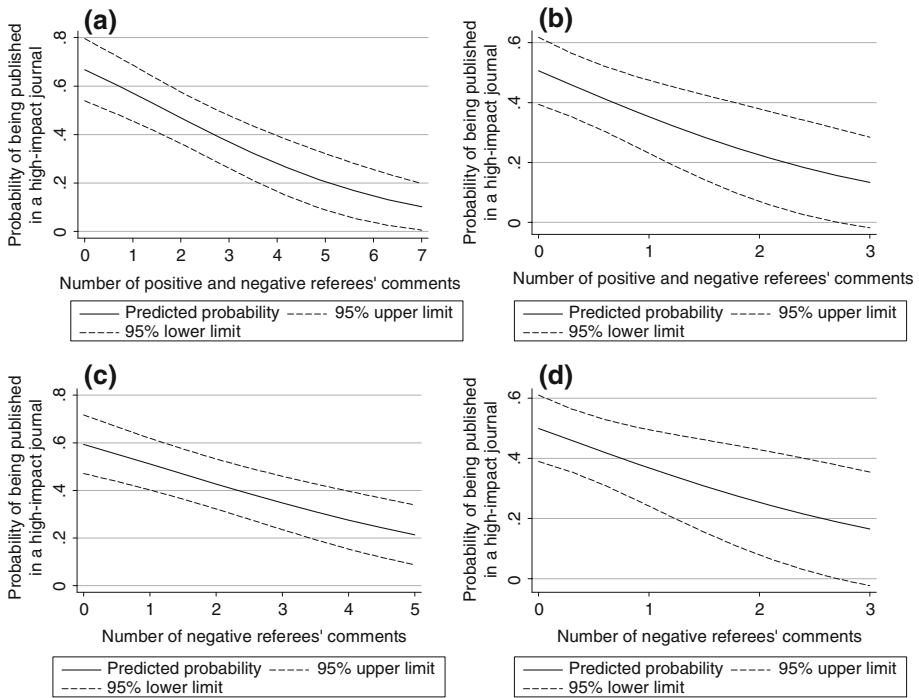 (a)
Probability of being published
in a high-impact journal
.8
.6
.4
.2
0
0 1 2 3 4 5 6 7
Number of positive and negative referees' comments
Predicted probability 95% upper limit
95% lower limit
(b)
Probability of being published
in a high-impact journal
.6
.4
.2
0
0 1 2 3
Number of positive and negative referees' comments
Predicted probability 95% upper limit
95% lower limit
(c)
Probability of being published
in a high-impact journal
.8
.6
.4
.2
0
0 1 2 3 4 5
Number of negative referees' comments
Predicted probability 95% upper limit
95% lower limit
(d)
Probability of being published
in a high-impact journal
.6
.4
.2
0
0 1 2 3
Number of negative referees' comments
Predicted probability 95% upper limit
95% lower limit